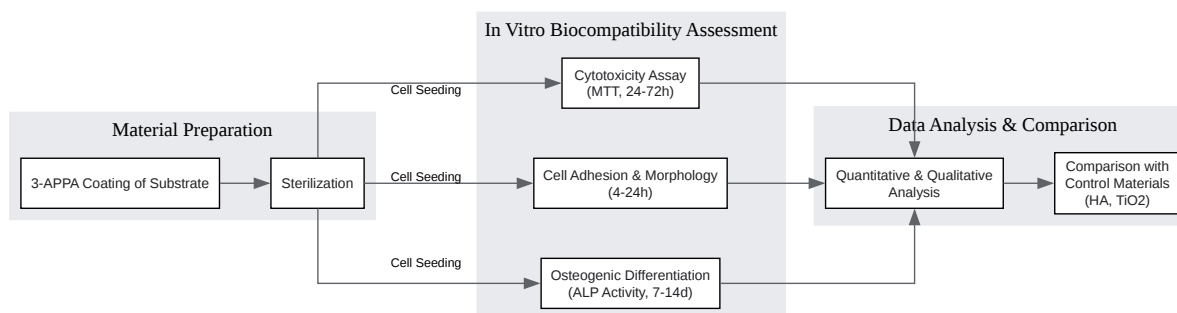 Material Preparation
3-APPA Coating of Substrate
Sterilization
Cell Seeding
Cell Seeding
Cell Seeding
In Vitro Biocompatibility Assessment
Cytotoxicity Assay
(MTT, 24-72h)
Cell Adhesion & Morphology
(4-24h)
Osteogenic Differentiation
(ALP Activity, 7-14d)
Data Analysis & Comparison
Quantitative & Qualitative
Analysis
Comparison with
Control Materials
(HA, TiO2)